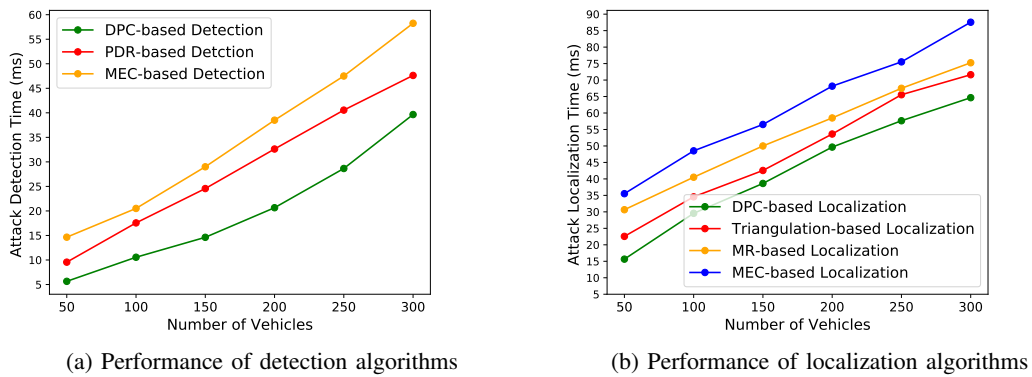 60
55
50
45
40
35
30
25
20
15
10
5
Attack Detection Time (ms)
DPC-based Detection
PDR-based Detction
MEC-based Detection
50 100 150 200 250 300
Number of Vehicles
(a) Performance of detection algorithms
90
85
80
75
70
65
60
55
50
45
40
35
30
25
20
15
10
5
Attack Localization Time (ms)
DPC-based Localization
Triangulation-based Localization
MR-based Localization
MEC-based Localization
50 100 150 200 250 300
Number of Vehicles
(b) Performance of localization algorithms